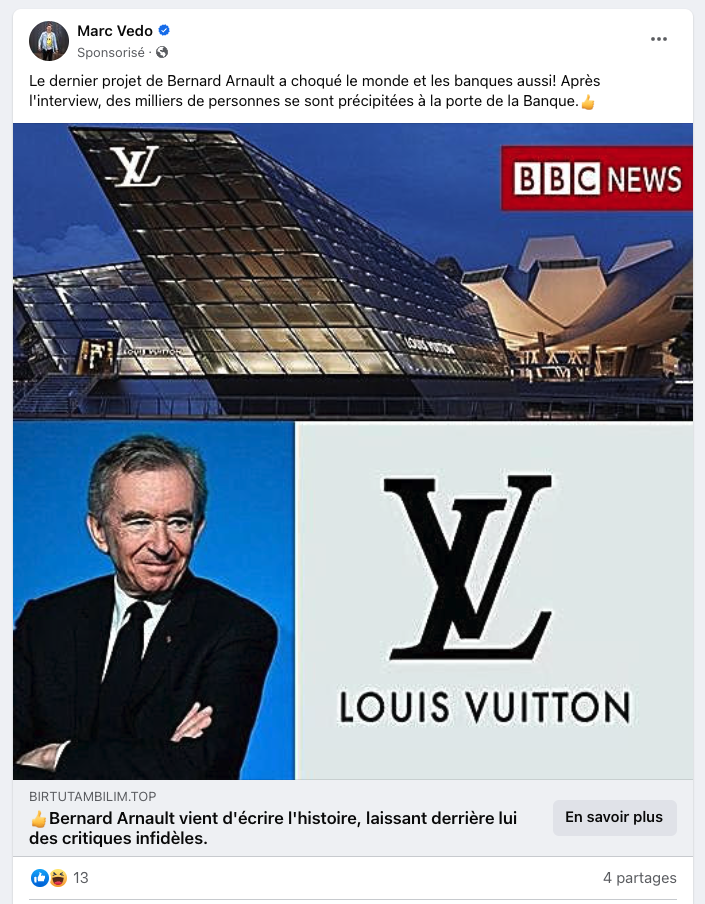 Marc Vedo
Sponsorisé ·
Le dernier projet de Bernard Arnault a choqué le monde et les banques aussi! Après
l'interview, des milliers de personnes se sont précipitées à la porte de la Banque.👍
LV
BBC NEWS
LOUIS VUITTON
LOUIS VUITTON
LV
LOUIS VUITTON
BIRTUTAMBILIM.TOP
👍Bernard Arnault vient d'écrire l'histoire, laissant derrière lui
des critiques infidèles.
En savoir plus
13
4 partages